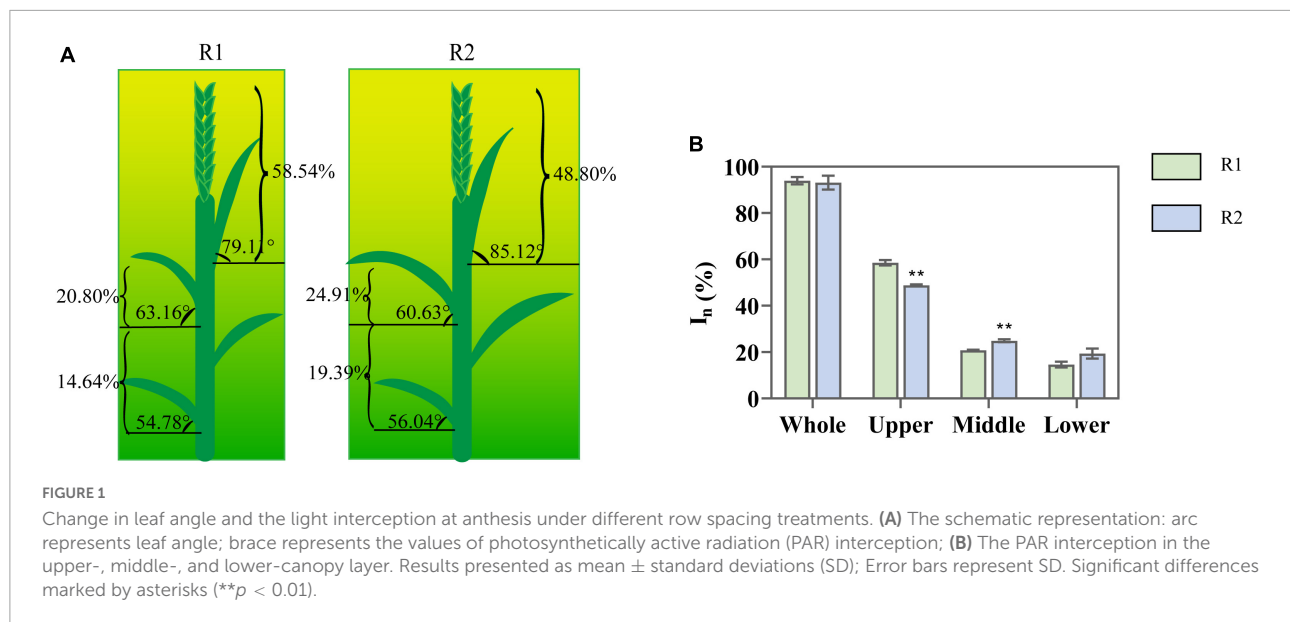 A
R1
R2
58.54%
79.11°
20.80%
63.16°
14.64%
54.78°
48.80%
85.12°
24.91%
60.63°
19.39%
56.04°
B
I_n (%)
100
80
60
40
20
0
**
**
Whole Upper Middle Lower
R1
R2
FIGURE 1
Change in leaf angle and the light interception at anthesis under different row spacing treatments. (A) The schematic representation: arc
represents leaf angle; brace represents the values of photosynthetically active radiation (PAR) interception; (B) The PAR interception in the
upper-, middle-, and lower-canopy layer. Results presented as mean ± standard deviations (SD); Error bars represent SD. Significant differences
marked by asterisks (**p < 0.01).